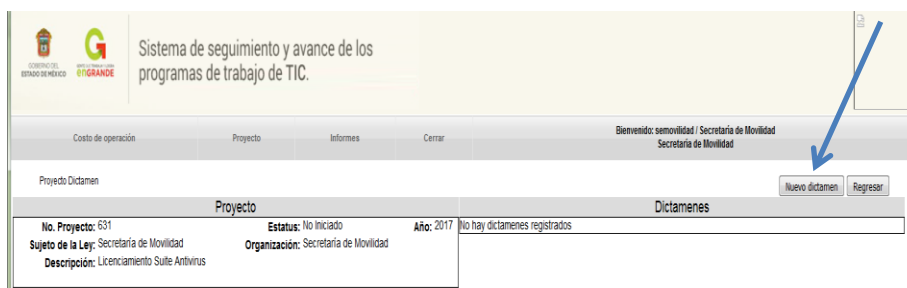 GOBIERNO DEL
ESTADO DE MÉXICO
enGRANDE
Sistema de seguimiento y avance de los
programas de trabajo de TIC.
Costo de operación Proyecto Informes Cerrar
Bienvenido: semovilidad / Secretaría de Movilidad
Secretaría de Movilidad
Proyecto Dictamen
Nuevo dictamen Regresar
Proyecto Dictamenes
No. Proyecto: 631 Estatus: No Iniciado Año: 2017 No hay dictamenes registrados
Sujeto de la Ley: Secretaría de Movilidad Organización: Secretaría de Movilidad
Descripción: Licenciamiento Suite Antivirus